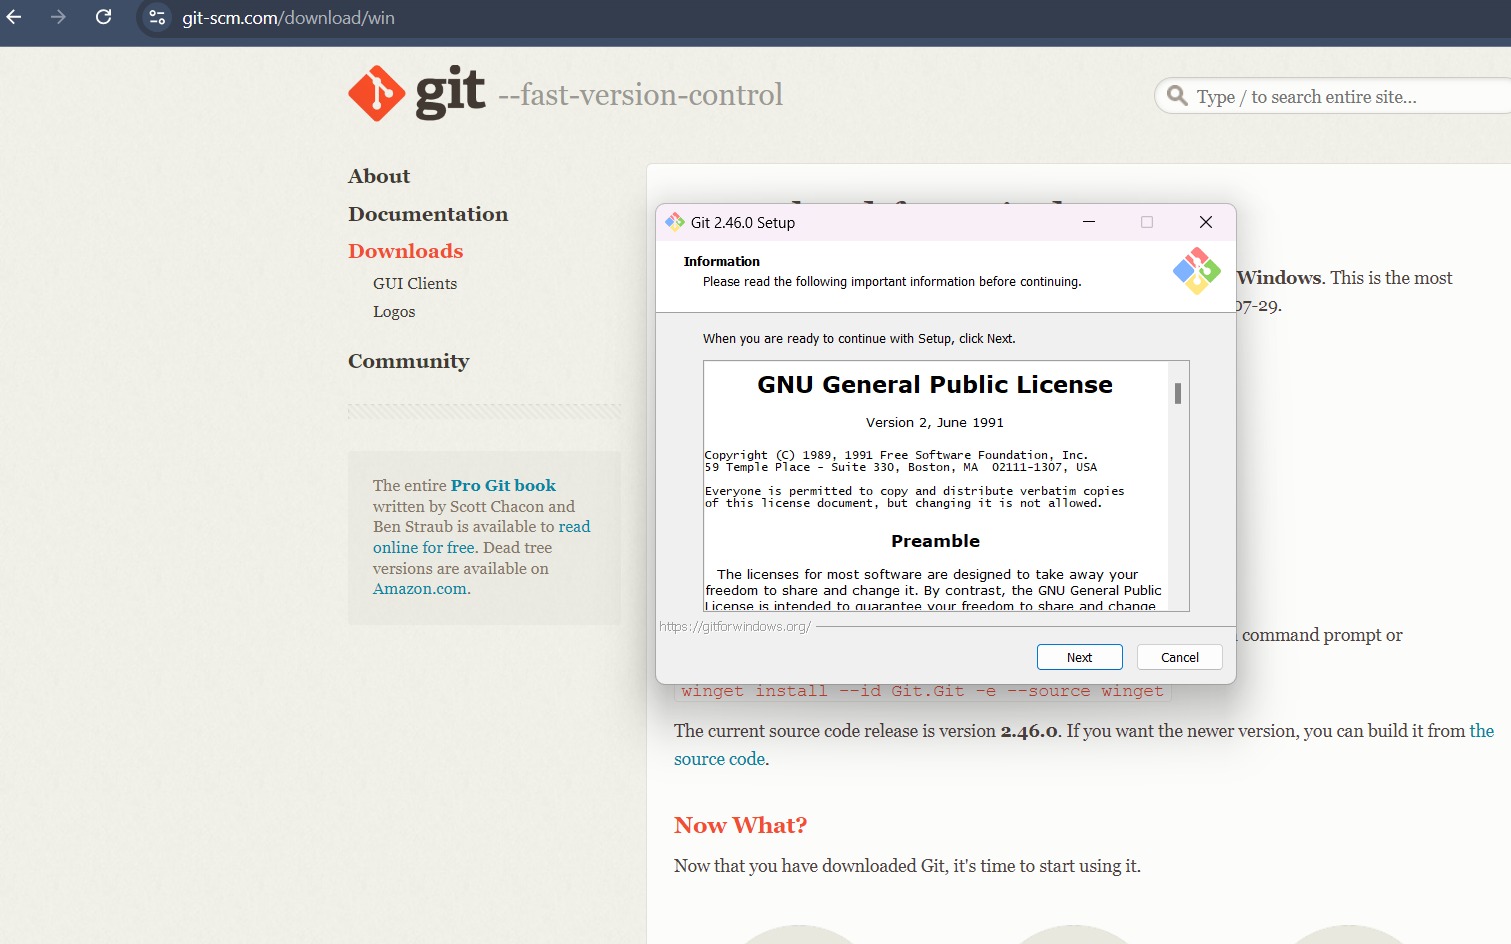 git-scm.com/download/win
git --fast-version-control
Type / to search entire site...
About
Documentation
Downloads
GUI Clients
Logos
Community
The entire Pro Git book
written by Scott Chacon and
Ben Straub is available to read
online for free. Dead tree
versions are available on
Amazon.com.
Windows. This is the most
07-29.
Git 2.46.0 Setup
Information
Please read the following important information before continuing.
When you are ready to continue with Setup, click Next.
GNU General Public License
Version 2, June 1991
Copyright (C) 1989, 1991 Free Software Foundation, Inc.
59 Temple Place - Suite 330, Boston, MA  02111-1307, USA
Everyone is permitted to copy and distribute verbatim copies
of this license document, but changing it is not allowed.
Preamble
The licenses for most software are designed to take away your
freedom to share and change it. By contrast, the GNU General Public
License is intended to guarantee your freedom to share and change
https://gitforwindows.org/
Next
Cancel
command prompt or
winget install --id Git.Git -e --source winget
The current source code release is version 2.46.0. If you want the newer version, you can build it from the
source code.
Now What?
Now that you have downloaded Git, it's time to start using it.